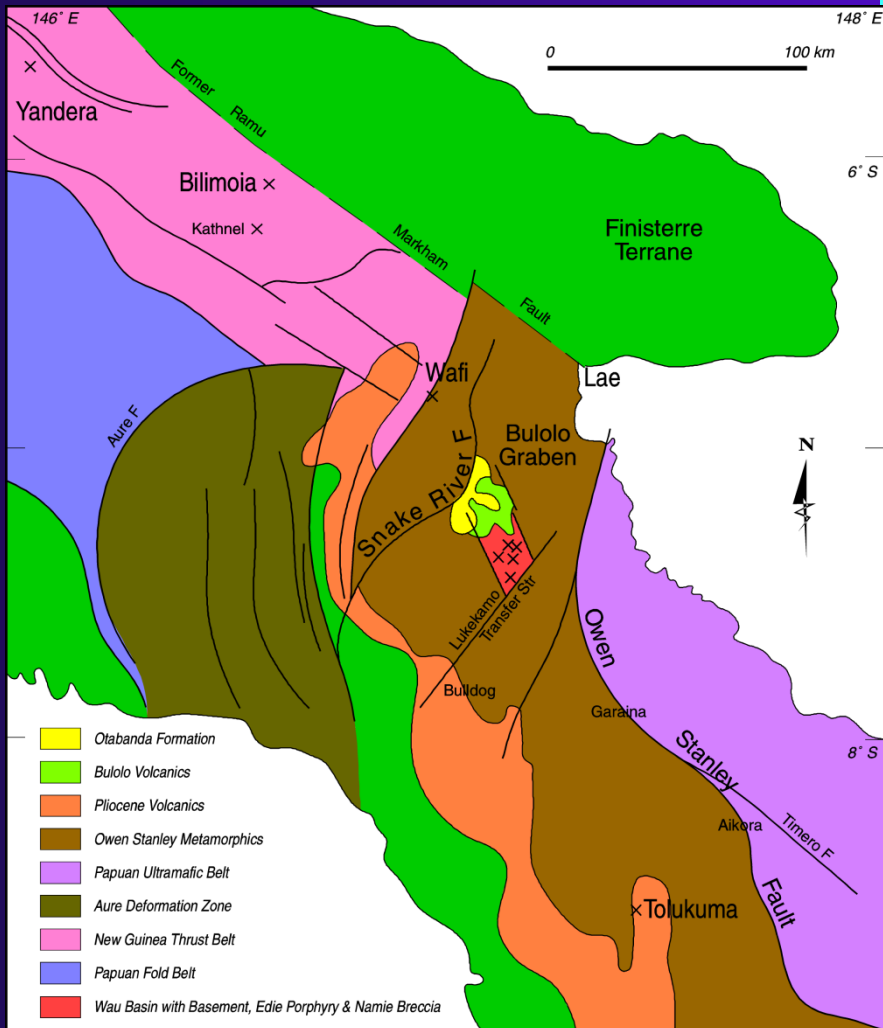 146° E
148° E
0
100 km
Former
Ramu
Yandera
6° S
Bilimoia
Kathnel
Markham
Finisterre
Terrane
Fault
Wafi
Lae
Aure F
Bulolo
Graben
N
Snake River F
Lukekamo
Transfer Str
Owen
Bulldog
Garaina
Stanley
8° S
Timero F
Aikora
Fault
Tolukuma
Otabanda Formation
Bulolo Volcanics
Pliocene Volcanics
Owen Stanley Metamorphics
Papuan Ultramafic Belt
Aure Deformation Zone
New Guinea Thrust Belt
Papuan Fold Belt
Wau Basin with Basement, Edie Porphyry & Namie Breccia